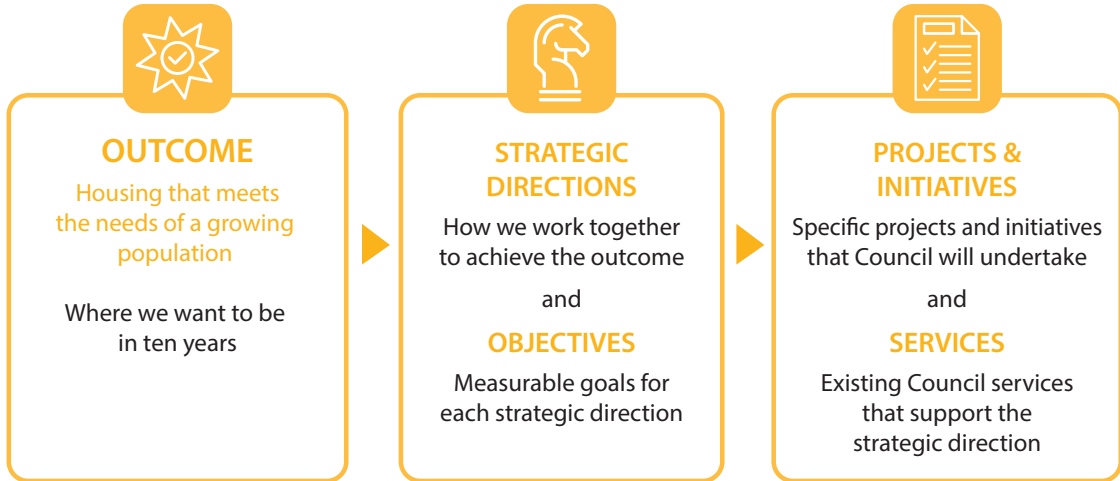 OUTCOME
Housing that meets
the needs of a growing
population
Where we want to be
in ten years
STRATEGIC
DIRECTIONS
How we work together
to achieve the outcome
and
OBJECTIVES
Measurable goals for
each strategic direction
PROJECTS &
INITIATIVES
Specific projects and initiatives
that Council will undertake
and
SERVICES
Existing Council services
that support the
strategic direction